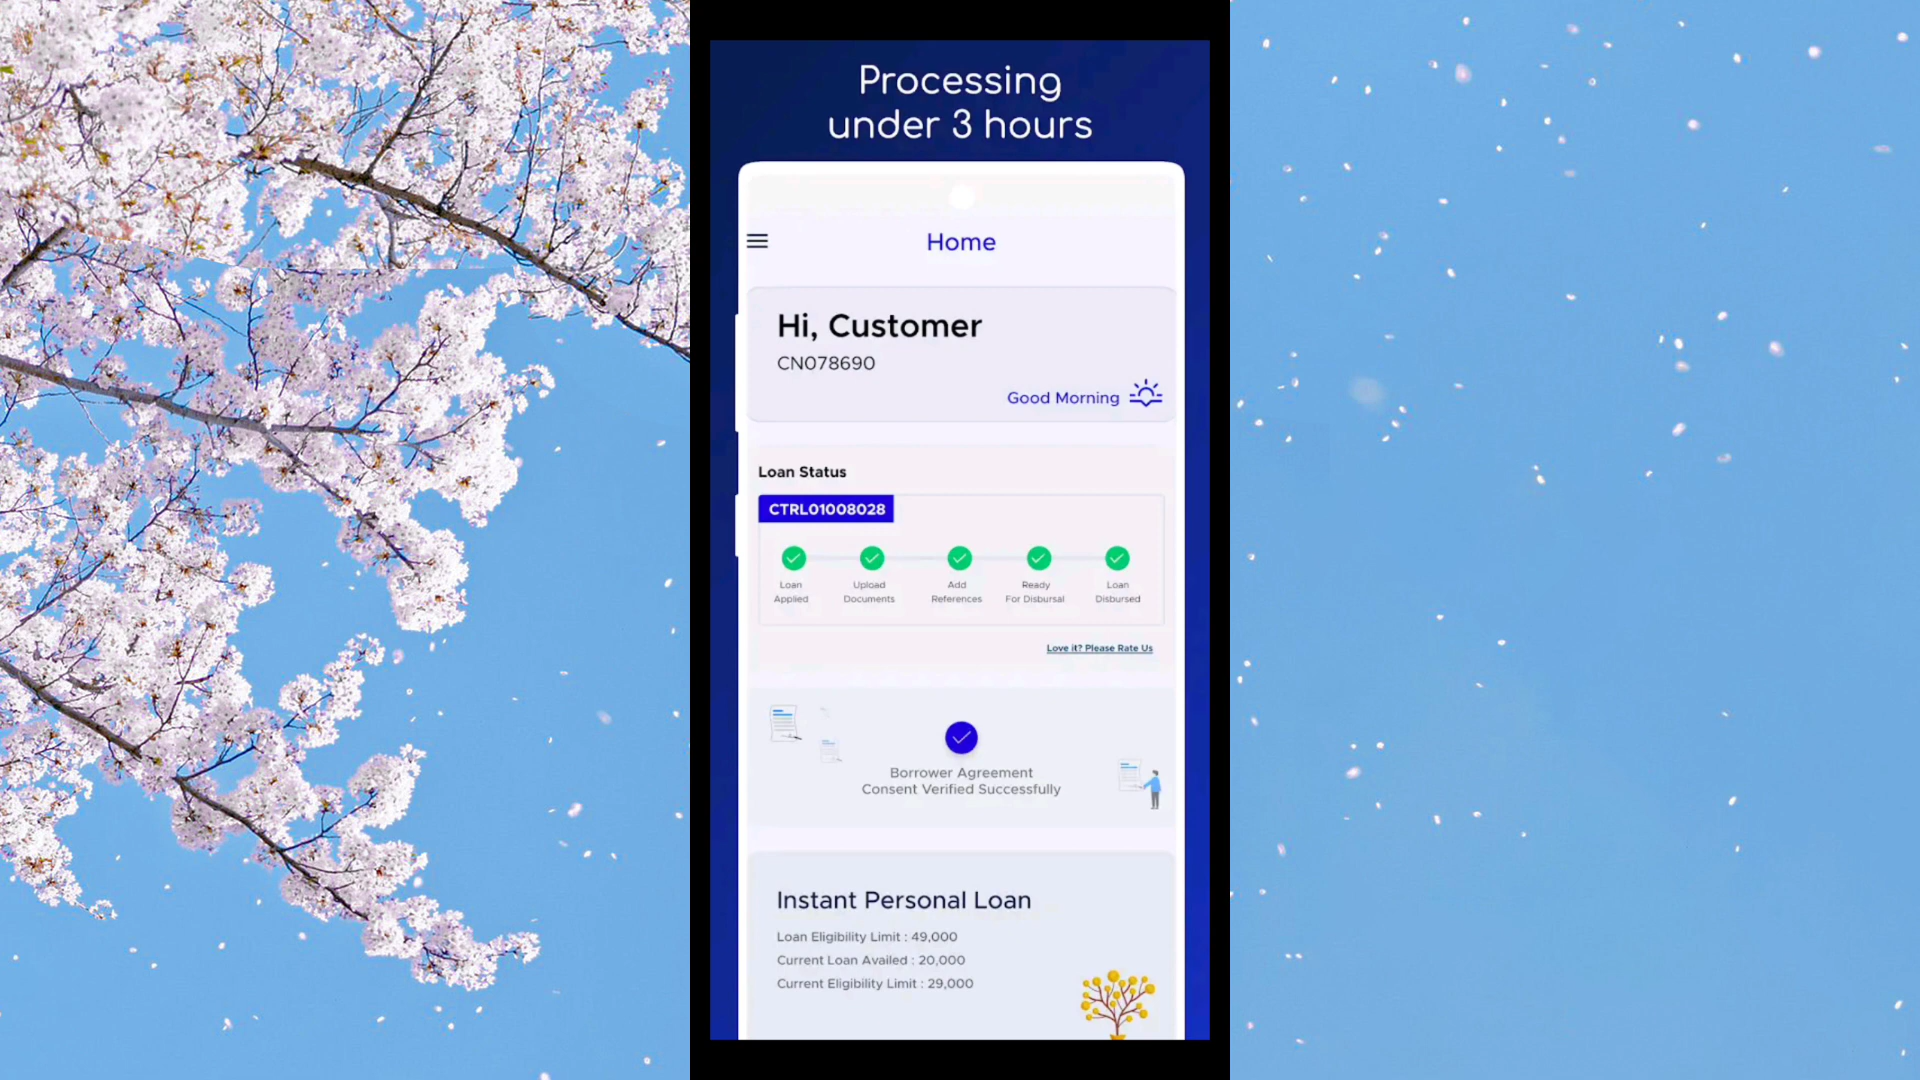 Processing
under 3 hours
Home
Hi, Customer
CN078690
Good Morning
Loan Status
CTRL01008028
Loan
Applied
Upload
Documents
Add
References
Ready
For Disbursal
Loan
Disbursed
Love it? Please Rate Us
Borrower Agreement
Consent Verified Successfully
Instant Personal Loan
Loan Eligibility Limit : 49,000
Current Loan Availed : 20,000
Current Eligibility Limit : 29,000